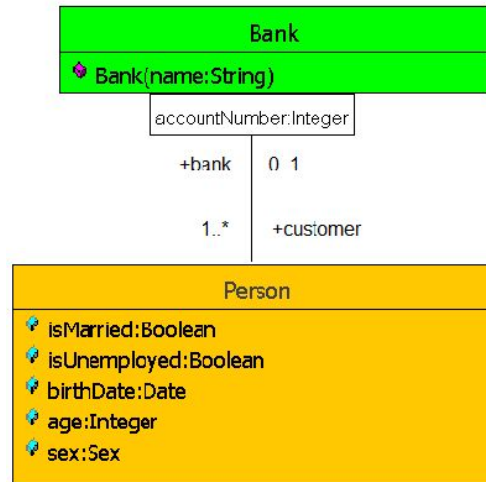 Bank
Bank(name:String)
accountNumber:Integer
+bank 0 1
1..* +customer
Person
isMarried:Boolean
isUnemployed:Boolean
birthDate:Date
age:Integer
sex:Sex